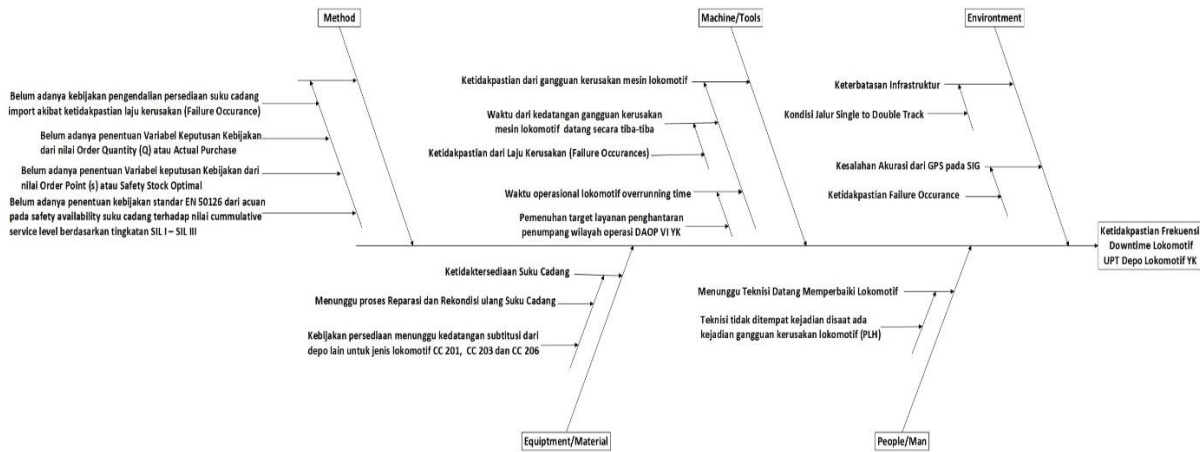 Method
Machine/Tools
Environtment
Belum adanya kebijakan pengendalian persediaan suku cadang
import akibat ketidakpastian laju kerusakan (Failure Occurance)
Belum adanya penentuan Variabel Keputusan Kebijakan
dari nilai Order Quantity (Q) atau Actual Purchase
Belum adanya penentuan Variabel keputusan Kebijakan dari
nilai Order Point (s) atau Safety Stock Optimal
Belum adanya penentuan kebijakan standar EN 50126 dari acuan
pada safety availability suku cadang terhadap nilai cummulative
service level berdasarkan tingkatan SIL I – SIL III
Ketidakpastian dari gangguan kerusakan mesin lokomotif
Waktu dari kedatangan gangguan kerusakan
mesin lokomotif datang secara tiba-tiba
Ketidakpastian dari Laju Kerusakan (Failure Occurances)
Waktu operasional lokomotif overrunning time
Pemenuhan target layanan penghantaran
penumpang wilayah operasi DAOP VI YK
Keterbatasan Infrastruktur
Kondisi Jalur Single to Double Track
Kesalahan Akurasi dari GPS pada SIG
Ketidakpastian Failure Occurance
Ketidakpastian Frekuensi
Downtime Lokomotif
UPT Depo Lokomotif YK
Ketidaktersediaan Suku Cadang
Menunggu proses Reparasi dan Rekondisi ulang Suku Cadang
Kebijakan persediaan menunggu kedatangan subtitusi dari
depo lain untuk jenis lokomotif CC 201, CC 203 dan CC 206
Menunggu Teknisi Datang Memperbaiki Lokomotif
Teknisi tidak ditempat kejadian disaat ada
kejadian gangguan kerusakan lokomotif (PLH)
Equiptment/Material
People/Man